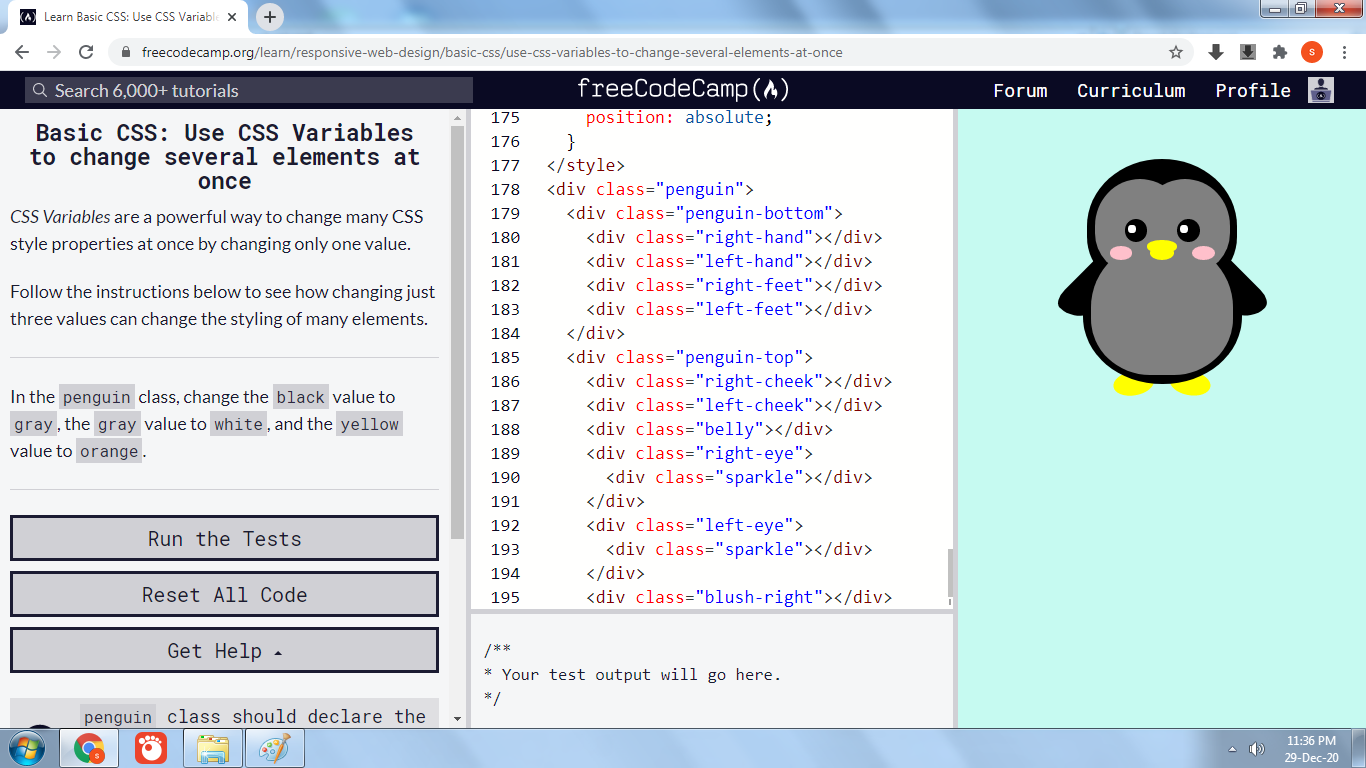 Learn Basic CSS: Use CSS Variabl
freecodecamp.org/learn/responsive-web-design/basic-css/use-css-variables-to-change-several-elements-at-once
S
Search 6,000+ tutorials
freeCodeCamp
Forum
Curriculum
Profile
Basic CSS: Use CSS Variables
to change several elements at
once
CSS Variables are a powerful way to change many CSS
style properties at once by changing only one value.
Follow the instructions below to see how changing just
three values can change the styling of many elements.
In the penguin class, change the black value to
gray, the gray value to white, and the yellow
value to orange.
Run the Tests
Reset All Code
Get Help
penguin class should declare the
175 position: absolute;
176 }
177 </style>
178 <div class="penguin">
179 <div class="penguin-bottom">
180 <div class="right-hand"></div>
181 <div class="left-hand"></div>
182 <div class="right-feet"></div>
183 <div class="left-feet"></div>
184 </div>
185 <div class="penguin-top">
186 <div class="right-cheek"></div>
187 <div class="left-cheek"></div>
188 <div class="belly"></div>
189 <div class="right-eye">
190 <div class="sparkle"></div>
191 </div>
192 <div class="left-eye">
193 <div class="sparkle"></div>
194 </div>
195 <div class="blush-right"></div>
/**
* Your test output will go here.
*/
S
11:36 PM
29-Dec-20